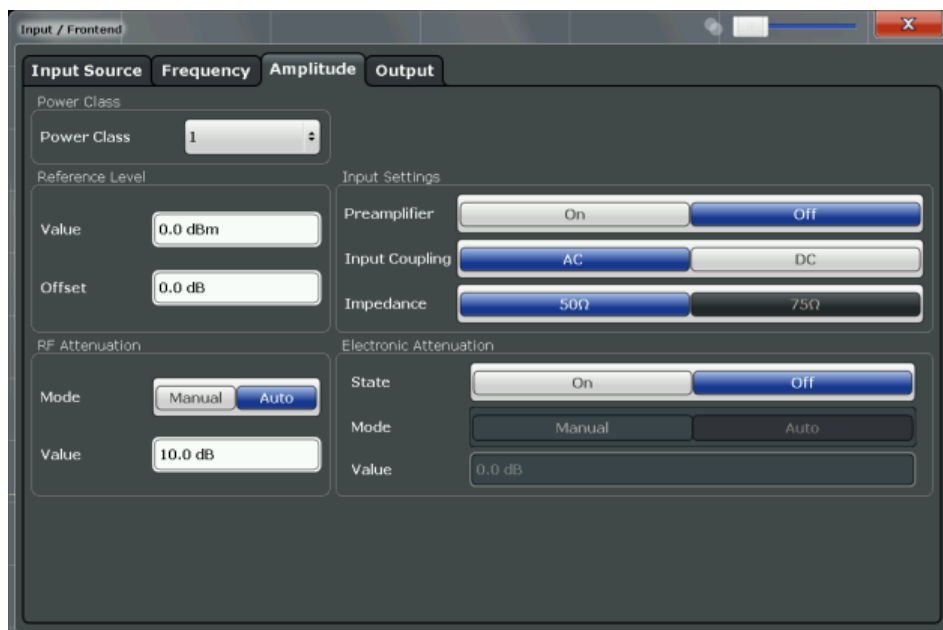 Input / Frontend
X
Input Source Frequency Amplitude Output
Power Class
Power Class 1
Reference Level
Value 0.0 dBm
Offset 0.0 dB
Input Settings
Preamplifier On Off
Input Coupling AC DC
Impedance 50Ω 75Ω
RF Attenuation
Mode Manual Auto
Value 10.0 dB
Electronic Attenuation
State On Off
Mode Manual Auto
Value 0.0 dB